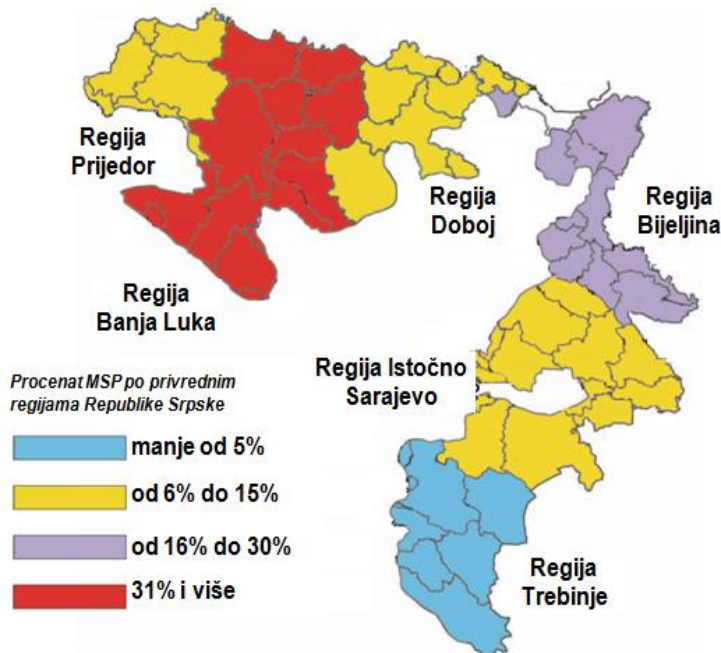 Regija
Prijedor
Regija
Doboj
Regija
Bijeljina
Regija
Banja Luka
Regija Istočno
Sarajevo
Procenat MSP po privrednim
regijama Republike Srpske
manje od 5%
od 6% do 15%
od 16% do 30%
31% i više
Regija
Trebinje